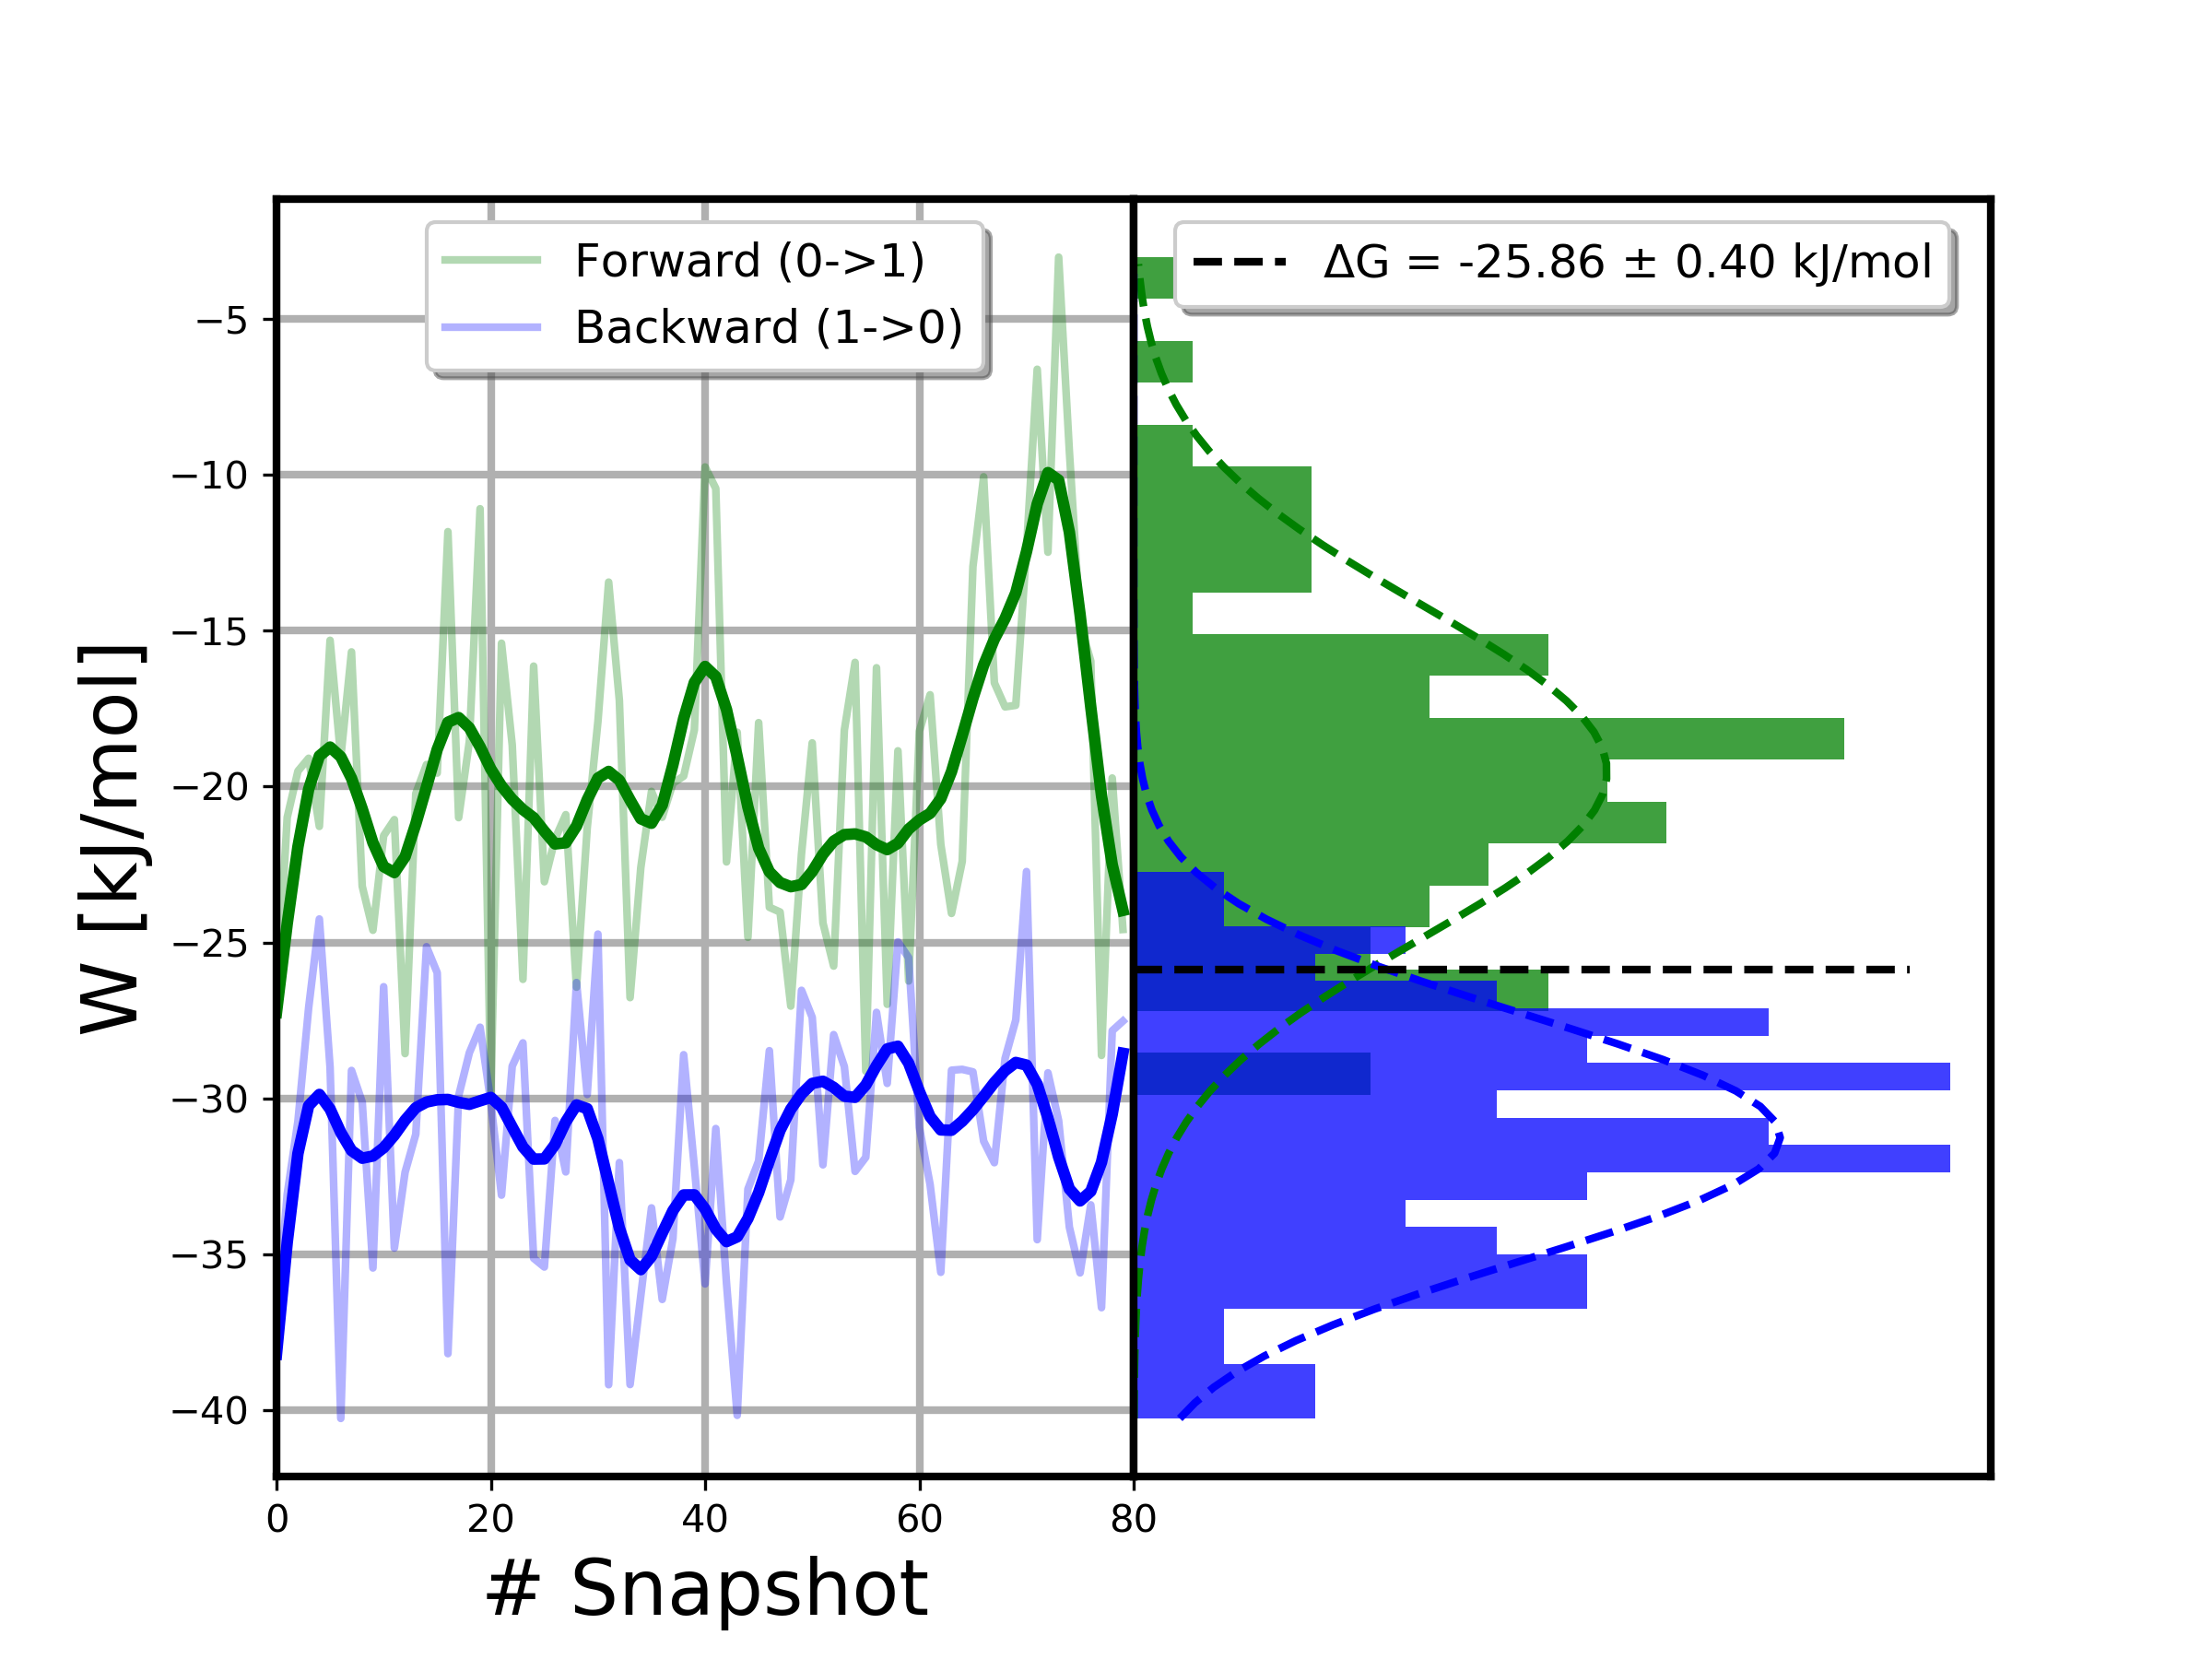 Forward (0->1)
Backward (1->0)
ΔG = -25.86 ± 0.40 kJ/mol
W [kJ/mol]
−5
−10
−15
−20
−25
−30
−35
−40
0 20 40 60 80
# Snapshot